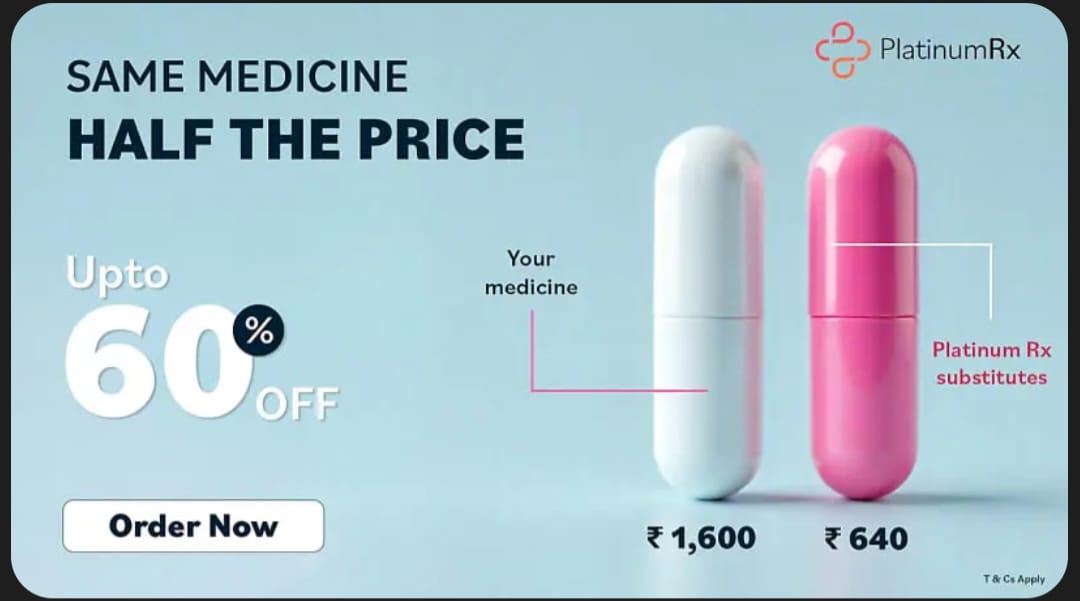 PlatinumRx
SAME MEDICINE
HALF THE PRICE
Upto
60%
OFF
Your
medicine
Platinum Rx
substitutes
Order Now
₹ 1,600
₹ 640
T & Cs Apply